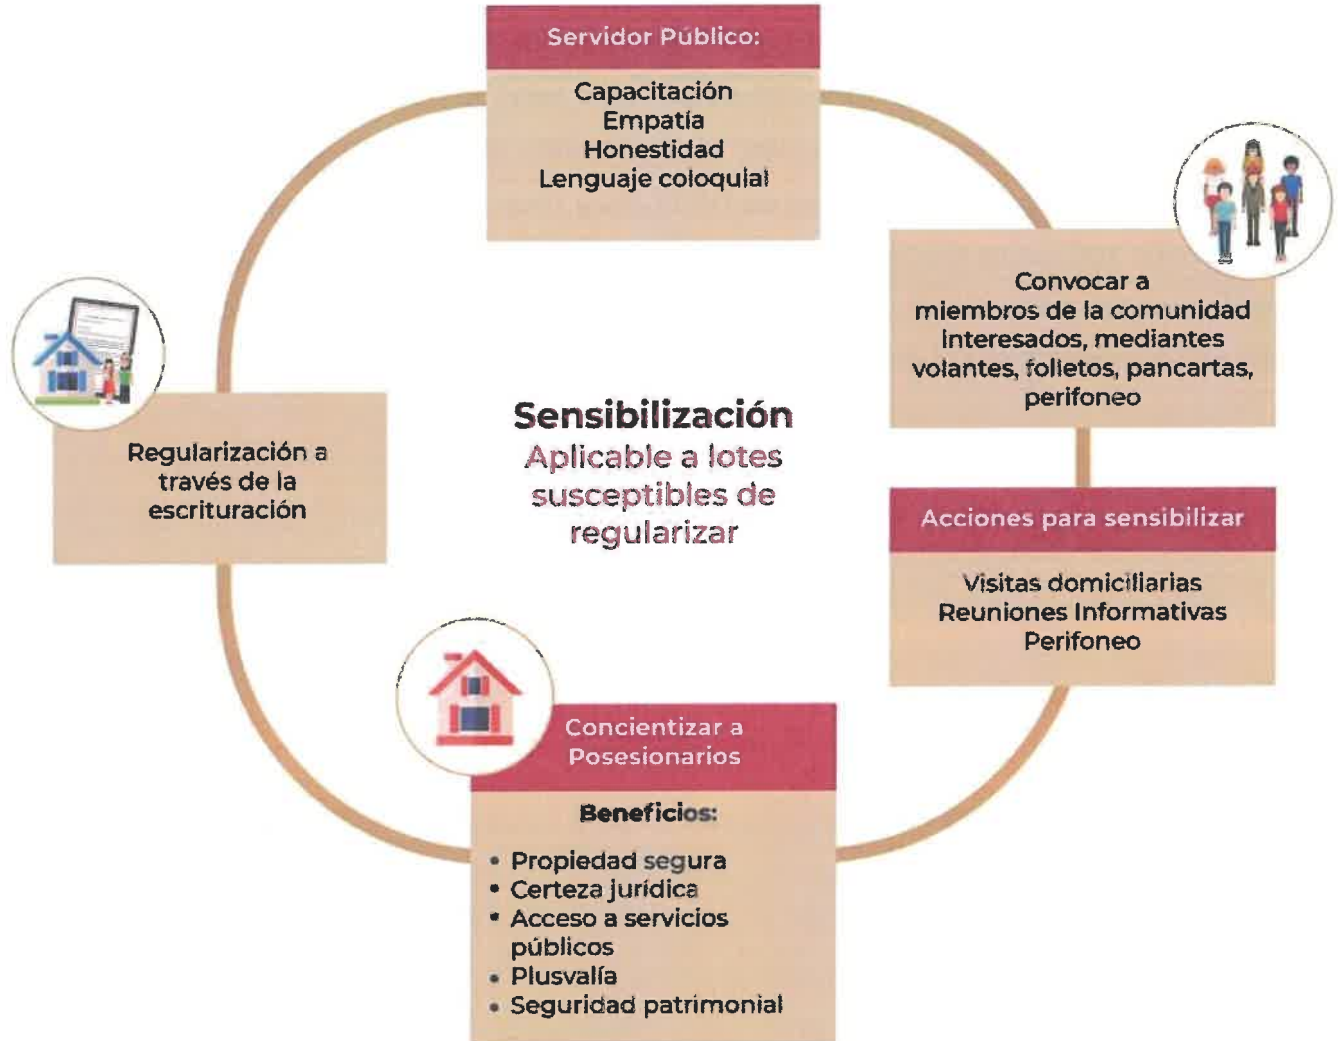 Servidor Público:
Capacitación
Empatía
Honestidad
Lenguaje coloquial
Convocar a
miembros de la comunidad
interesados, mediantes
volantes, folletos, pancartas,
perifoneo
Acciones para sensibilizar
Visitas domiciliarias
Reuniones Informativas
Perifoneo
Concientizar a
Posesionarios
Beneficios:
• Propiedad segura
• Certeza jurídica
• Acceso a servicios
públicos
• Plusvalía
• Seguridad patrimonial
Regularización a
través de la
escrituración
Sensibilización
Aplicable a lotes
susceptibles de
regularizar